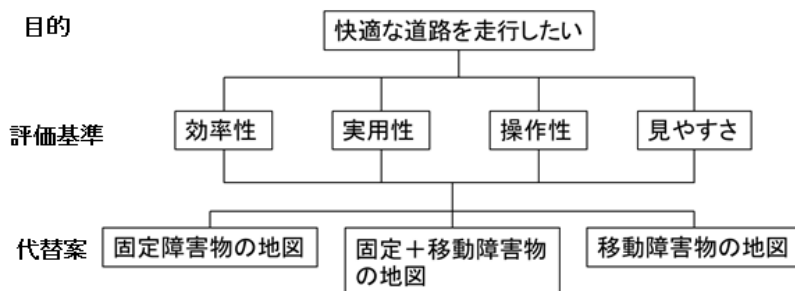 目的
快適な道路を走行したい
評価基準
効率性
実用性
操作性
見やすさ
代替案
固定障害物の地図
固定＋移動障害物
の地図
移動障害物の地図